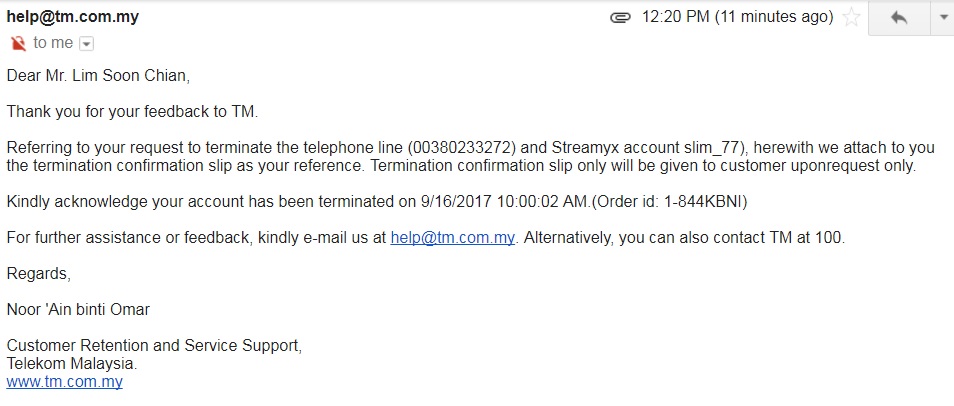 help@tm.com.my
12:20 PM (11 minutes ago)
to me
Dear Mr. Lim Soon Chian,
Thank you for your feedback to TM.
Referring to your request to terminate the telephone line (00380233272) and Streamyx account slim_77), herewith we attach to you
the termination confirmation slip as your reference. Termination confirmation slip only will be given to customer uponrequest only.
Kindly acknowledge your account has been terminated on 9/16/2017 10:00:02 AM.(Order id: 1-844KBNI)
For further assistance or feedback, kindly e-mail us at help@tm.com.my. Alternatively, you can also contact TM at 100.
Regards,
Noor 'Ain binti Omar
Customer Retention and Service Support,
Telekom Malaysia.
www.tm.com.my